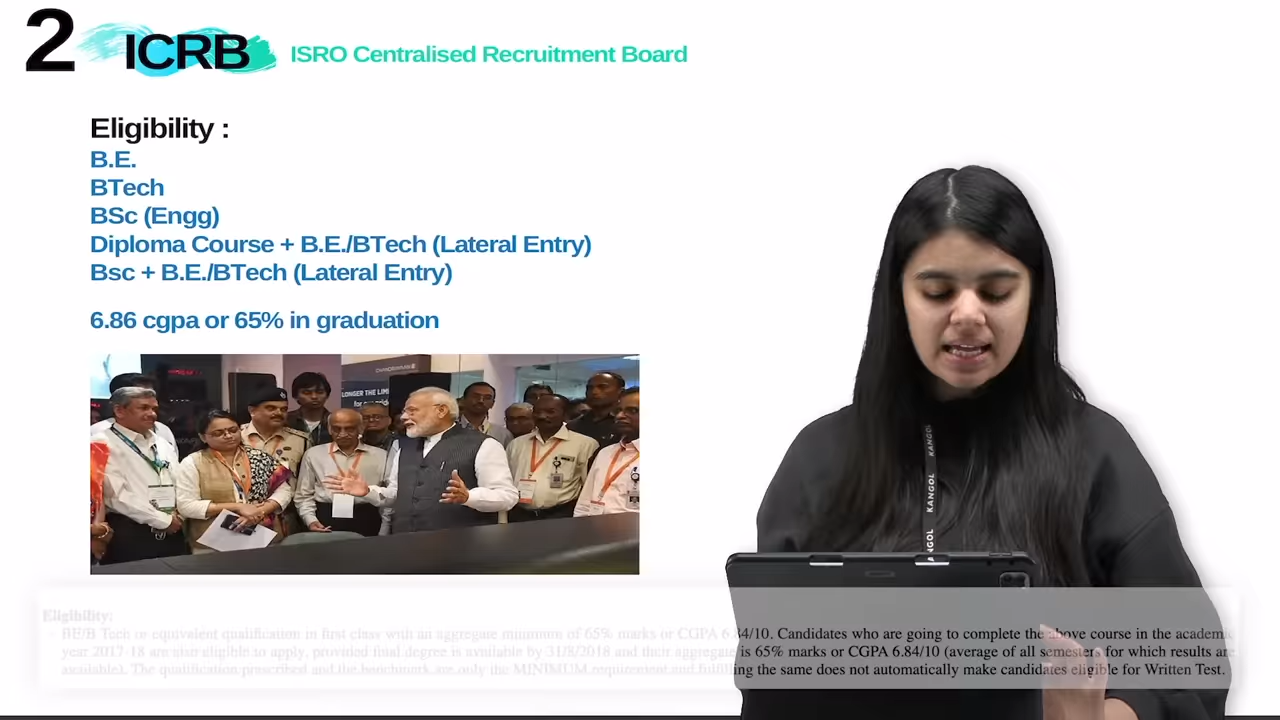 2 ICRB ISRO Centralised Recruitment Board
Eligibility :
B.E.
BTech
BSc (Engg)
Diploma Course + B.E./BTech (Lateral Entry)
Bsc + B.E./BTech (Lateral Entry)
6.86 cgpa or 65% in graduation
LONGER THE LIMI
KANGOL
KANGOL
ANGOL
Eligibility:
BE/B Tech or equivalent qualification in first class with an aggregate minimum of 65% marks or CGPA 6.84/10. Candidates who are going to complete the above course in the academic
year 2017-18 are also eligible to apply, provided final degree is available by 31/8/2018 and their aggregate is 65% marks or CGPA 6.84/10 (average of all semesters for which results are
available). The qualification prescribed and the benchmark are only the MINIMUM requirement and fulfilling the same does not automatically make candidates eligible for Written Test.